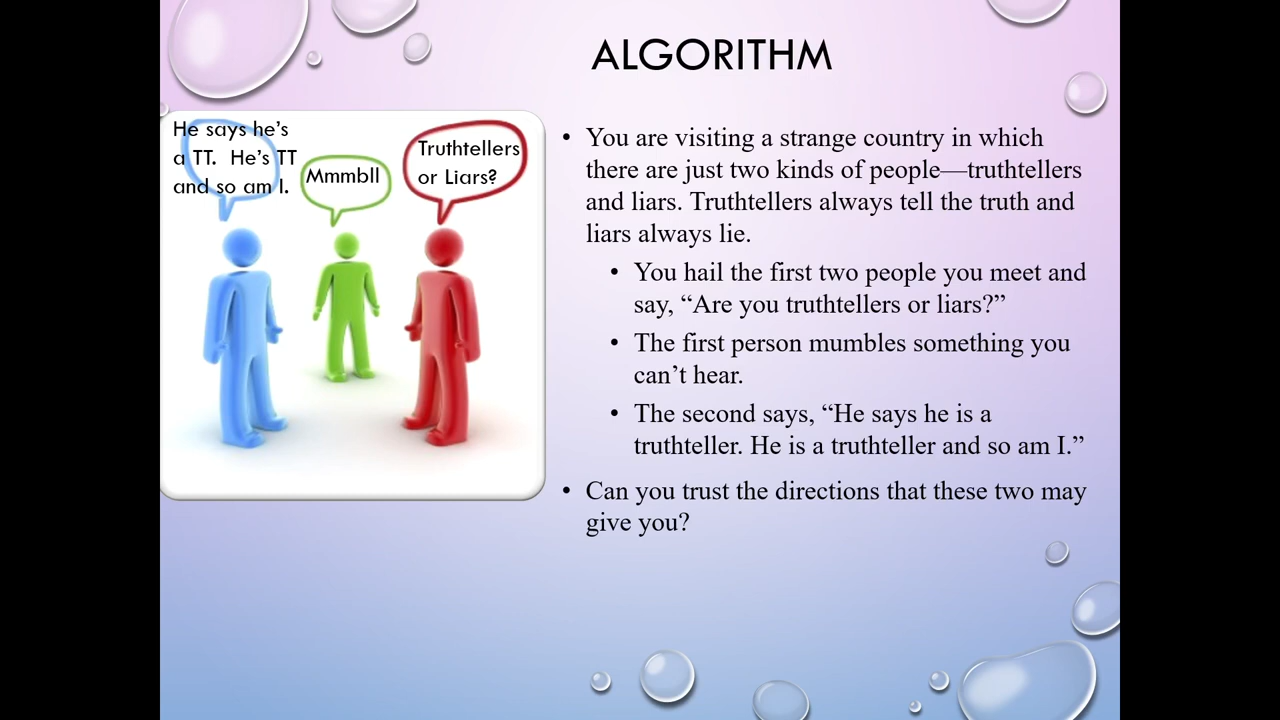 ALGORITHM
He says he's
a TT.  He's TT
and so am I.
Mmmbll
Truthtellers
or Liars?
• You are visiting a strange country in which
there are just two kinds of people—truthtellers
and liars. Truthtellers always tell the truth and
liars always lie.
• You hail the first two people you meet and
say, “Are you truthtellers or liars?”
• The first person mumbles something you
can’t hear.
• The second says, “He says he is a
truthteller. He is a truthteller and so am I.”
• Can you trust the directions that these two may
give you?